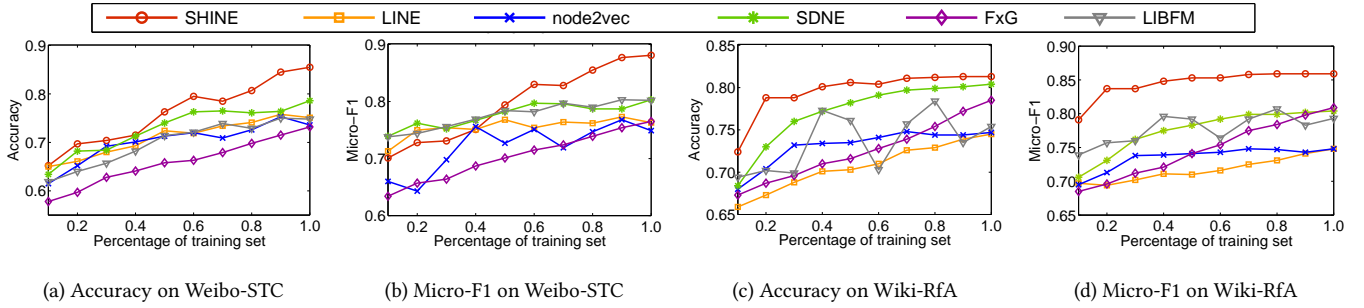 SHINE LINE node2vec SDNE FxG LIBFM
0.9
0.8
0.7
0.6
Accuracy
0.2 0.4 0.6 0.8 1.0
Percentage of training set
(a) Accuracy on Weibo-STC
0.9
0.8
0.7
0.6
Micro−F1
0.2 0.4 0.6 0.8 1.0
Percentage of training set
(b) Micro-F1 on Weibo-STC
0.85
0.80
0.75
0.70
0.65
Accuracy
0.2 0.4 0.6 0.8 1.0
Percentage of training set
(c) Accuracy on Wiki-RfA
0.90
0.85
0.80
0.75
0.70
0.65
Micro−F1
0.2 0.4 0.6 0.8 1.0
Percentage of training set
(d) Micro-F1 on Wiki-RfA